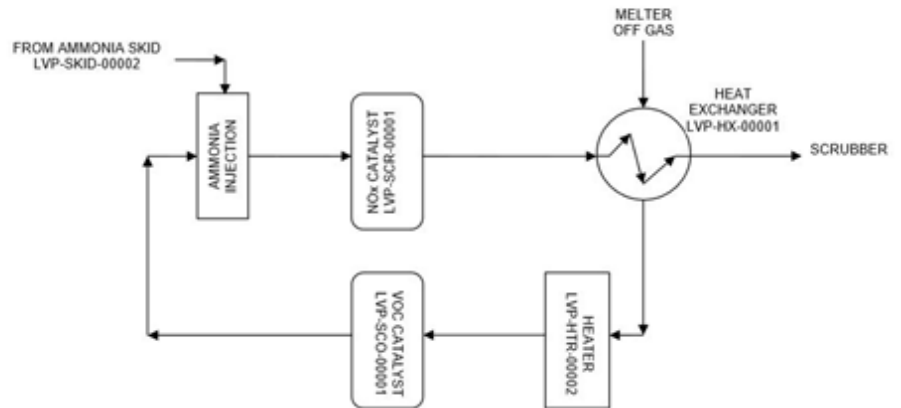 MELTER
OFF GAS
FROM AMMONIA SKID
LVP-SKID-00002
AMMONIA
INJECTION
NOx CATALYST
LVP-SCR-00001
HEAT
EXCHANGER
LVP-HX-00001
SCRUBBER
VOC CATALYST
LVP-SCO-00001
HEATER
LVP-HTR-00002